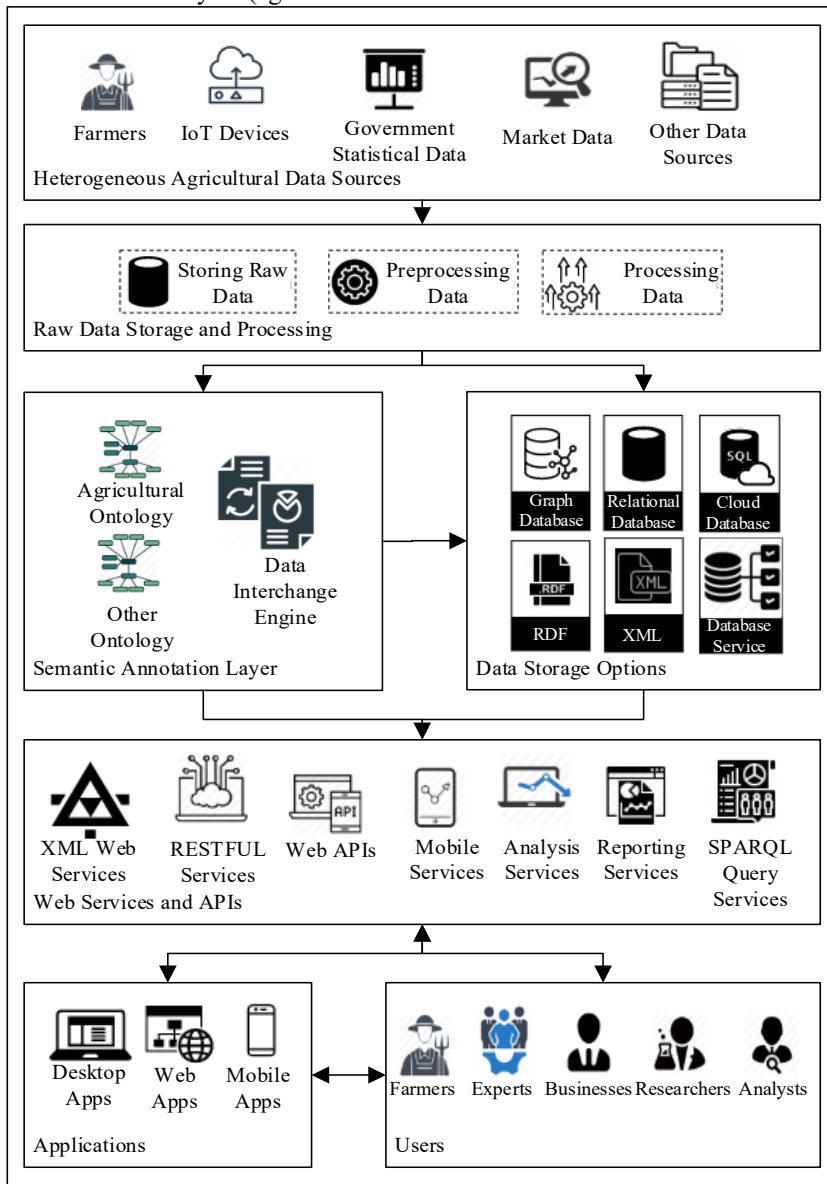 Farmers
IoT Devices
Government
Statistical Data
Market Data
Other Data
Sources
Heterogeneous Agricultural Data Sources
Storing Raw
Data
Preprocessing
Data
Processing
Data
Raw Data Storage and Processing
Agricultural
Ontology
Other
Ontology
Data
Interchange
Engine
Semantic Annotation Layer
Graph
Database
Relational
Database
SQL
Cloud
Database
.RDF
RDF
XML
XML
Database
Service
Data Storage Options
XML Web
Services
RESTFUL
Services
API
Web APIs
Mobile
Services
Analysis
Services
Reporting
Services
SPARQL
Query
Services
Web Services and APIs
Desktop
Apps
Web
Apps
Mobile
Apps
Applications
Farmers
Experts
Businesses
Researchers
Analysts
Users